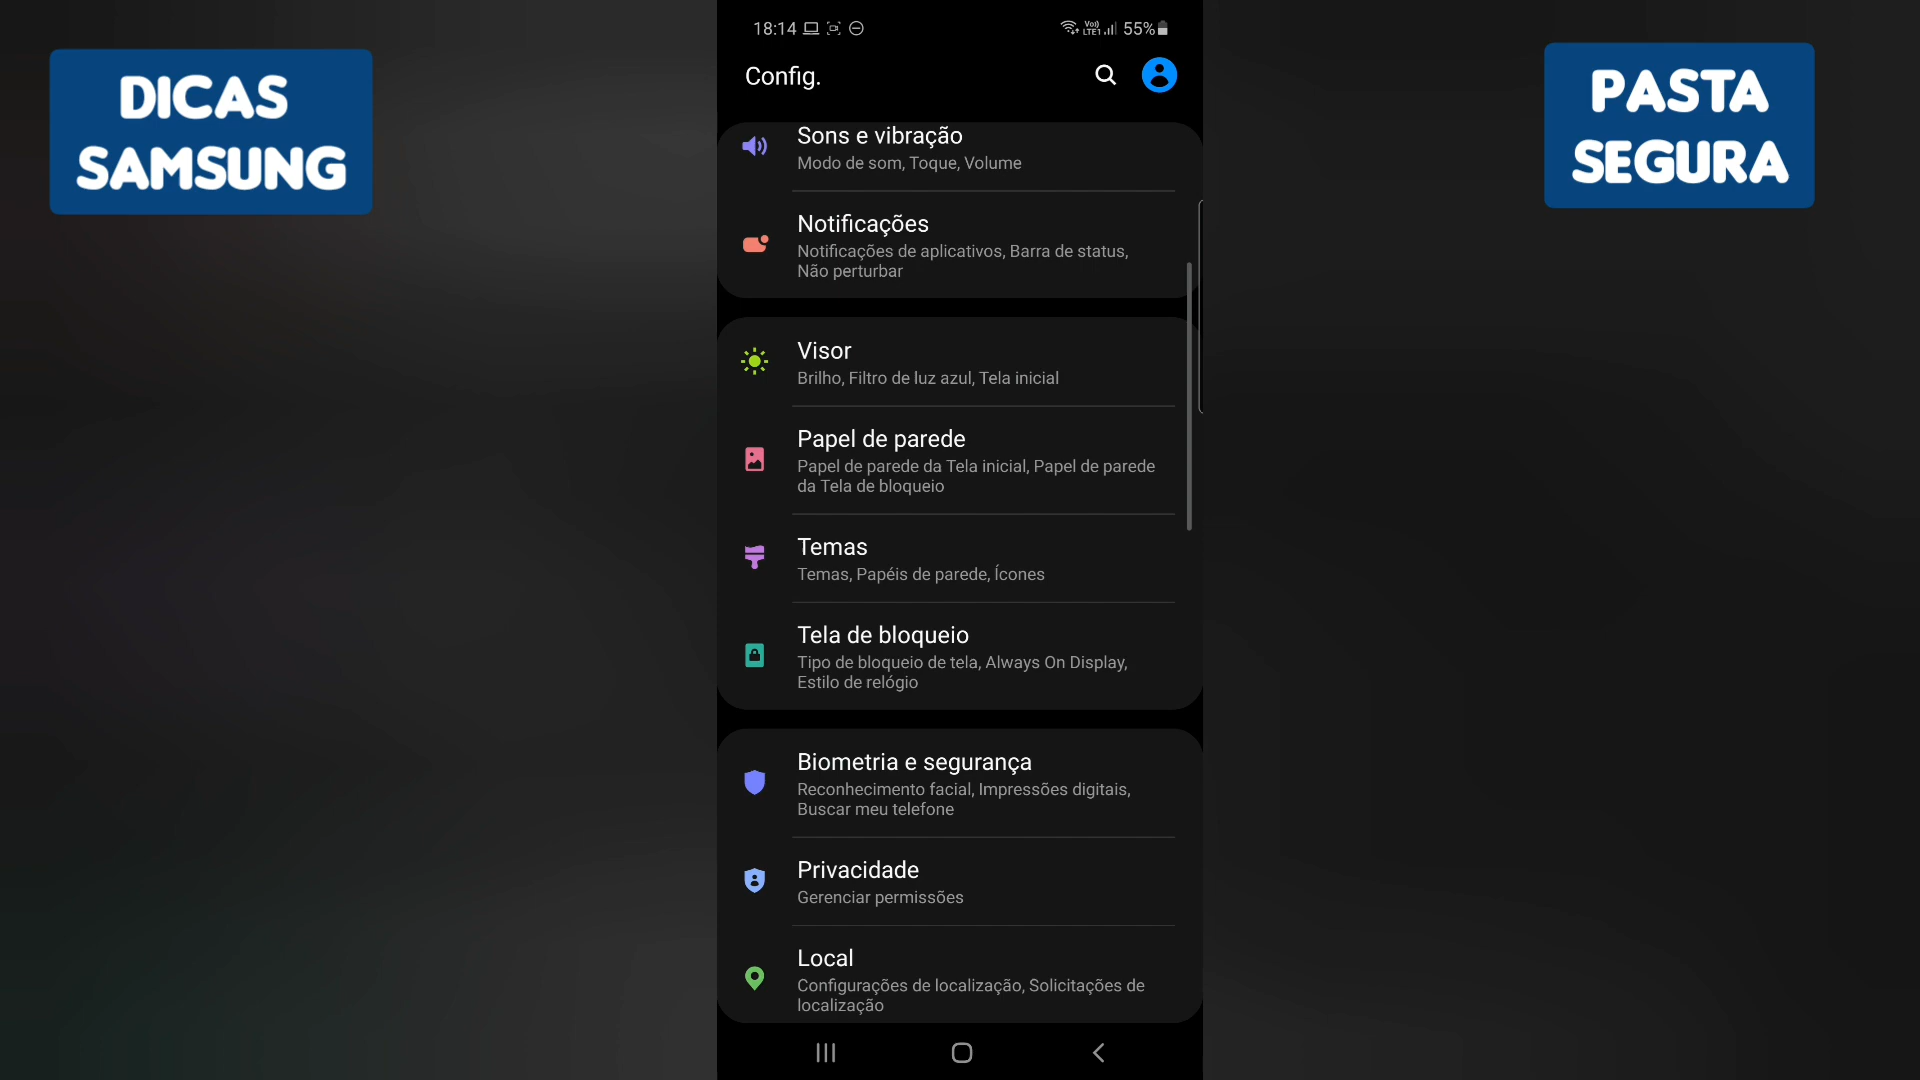 DICAS
SAMSUNG
PASTA
SEGURA
18:14
Vo))
LTE1
55%
Config.
Sons e vibração
Modo de som, Toque, Volume
Notificações
Notificações de aplicativos, Barra de status,
Não perturbar
Visor
Brilho, Filtro de luz azul, Tela inicial
Papel de parede
Papel de parede da Tela inicial, Papel de parede
da Tela de bloqueio
Temas
Temas, Papéis de parede, Ícones
Tela de bloqueio
Tipo de bloqueio de tela, Always On Display,
Estilo de relógio
Biometria e segurança
Reconhecimento facial, Impressões digitais,
Buscar meu telefone
Privacidade
Gerenciar permissões
Local
Configurações de localização, Solicitações de
localização